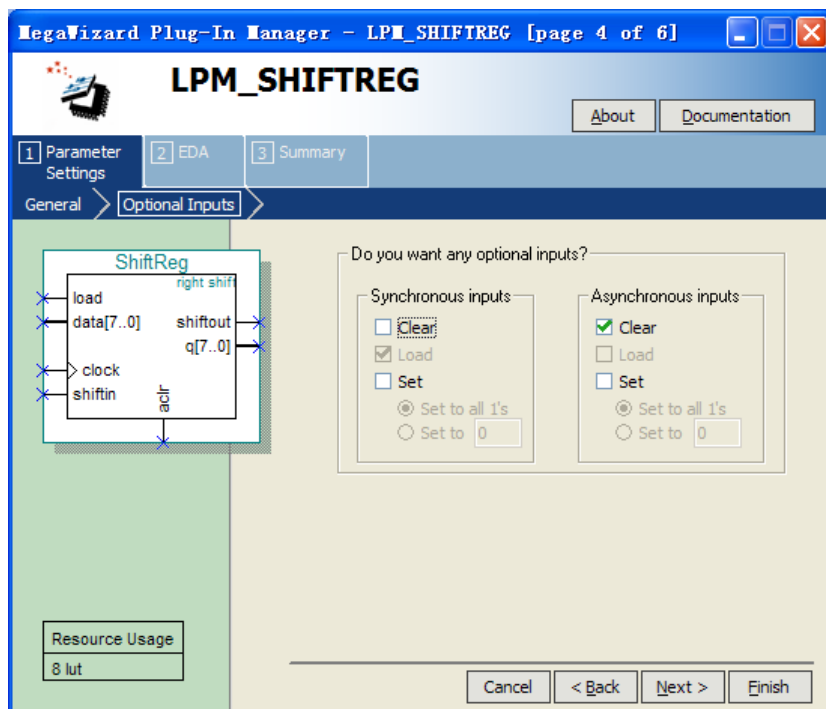 MegaWizard Plug-In Manager - LPM_SHIFTREG [page 4 of 6]
LPM_SHIFTREG
About
Documentation
1 Parameter Settings
2 EDA
3 Summary
General
Optional Inputs
ShiftReg
right shift
load
data[7..0]
shiftout
q[7..0]
clock
shiftin
aclr
Do you want any optional inputs?
Synchronous inputs
Clear
Load
Set
Set to all 1's
Set to 0
Asynchronous inputs
Clear
Load
Set
Set to all 1's
Set to 0
Resource Usage
8 lut
Cancel
< Back
Next >
Finish